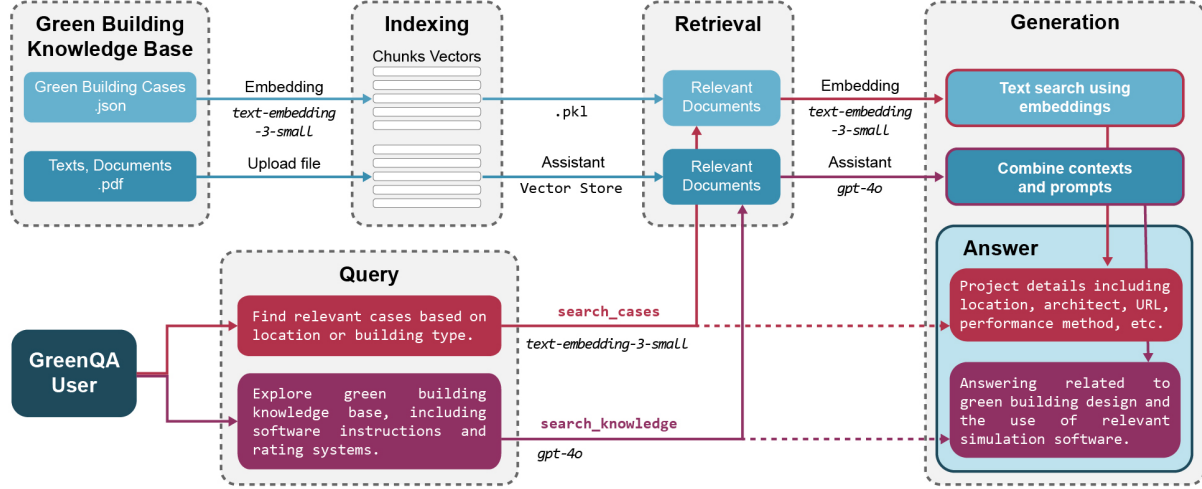 Green Building
Knowledge Base
Green Building Cases
.json
Texts, Documents
.pdf
Embedding
text-embedding
-3-small
Upload file
Indexing
Chunks Vectors
.pkl
Assistant
Vector Store
Retrieval
Relevant
Documents
Relevant
Documents
Embedding
text-embedding
-3-small
Assistant
gpt-4o
Generation
Text search using
embeddings
Combine contexts
and prompts
Answer
Project details including
location, architect, URL,
performance method, etc.
Answering related to
green building design and
the use of relevant
simulation software.
GreenQA
User
Query
Find relevant cases based on
location or building type.
Explore green building
knowledge base, including
software instructions and
rating systems.
search_cases
text-embedding-3-small
search_knowledge
gpt-4o